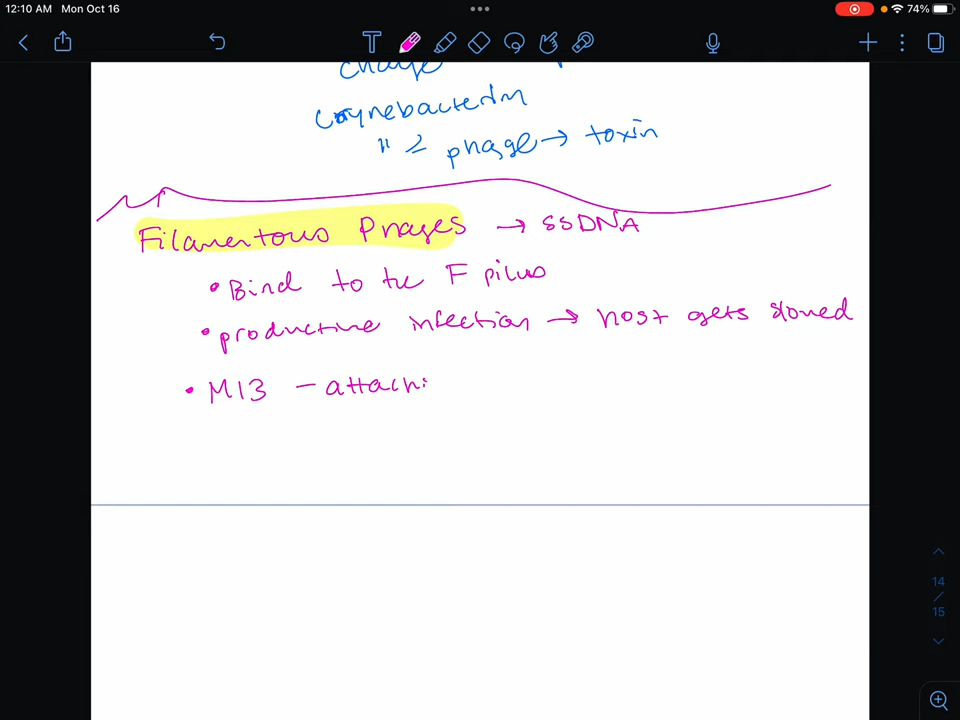 12:10 AM Mon Oct 16
74%
T
corynebacterim
" ≤ phage → toxin
Filamentous Phages → SSDNA
• Bind to the F pilus
• productive infection → host gets slowed
• M13 - attachi
14
/
15